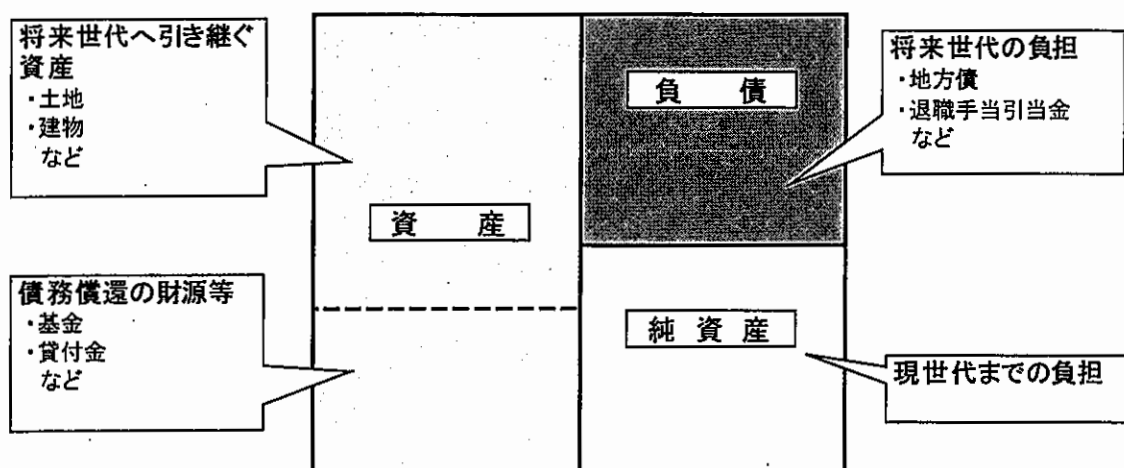 将来世代へ引き継ぐ
資産
・土地
・建物
など
資　産
債務償還の財源等
・基金
・貸付金
など
負　債
純 資 産
将来世代の負担
・地方債
・退職手当引当金
など
現世代までの負担